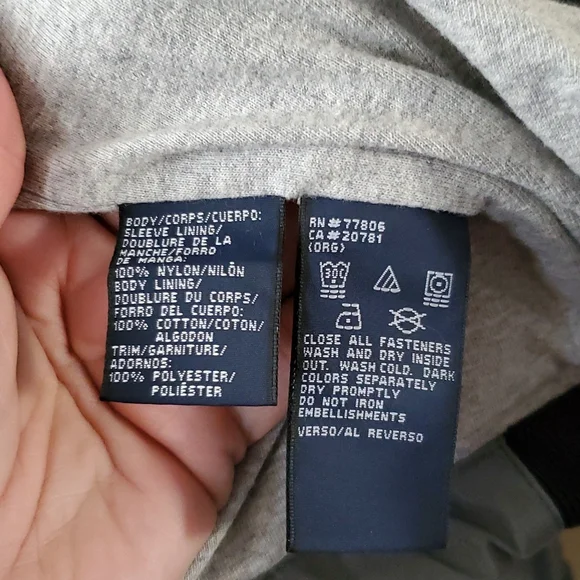 BODY/CORPS/CUERPO:
SLEEVE LINING/
DOUBLURE DE LA
MANCHE/FORRO
DE MANGA:
100% NYLON/NILÓN
BODY LINING/
DOUBLURE DU CORPS/
FORRO DEL CUERPO:
100% COTTON/COTON/
ALGODON
TRIM/GARNITURE/
ADORNOS:
100% POLYESTER/
POLIÉSTER
RN#77806
CA#20781
(ORG)
30
CLOSE ALL FASTENERS
WASH AND DRY INSIDE
OUT. WASH COLD. DARK
COLORS SEPARATELY
DRY PROMPTLY
DO NOT IRON
EMBELLISHMENTS
VERSO/AL REVERSO